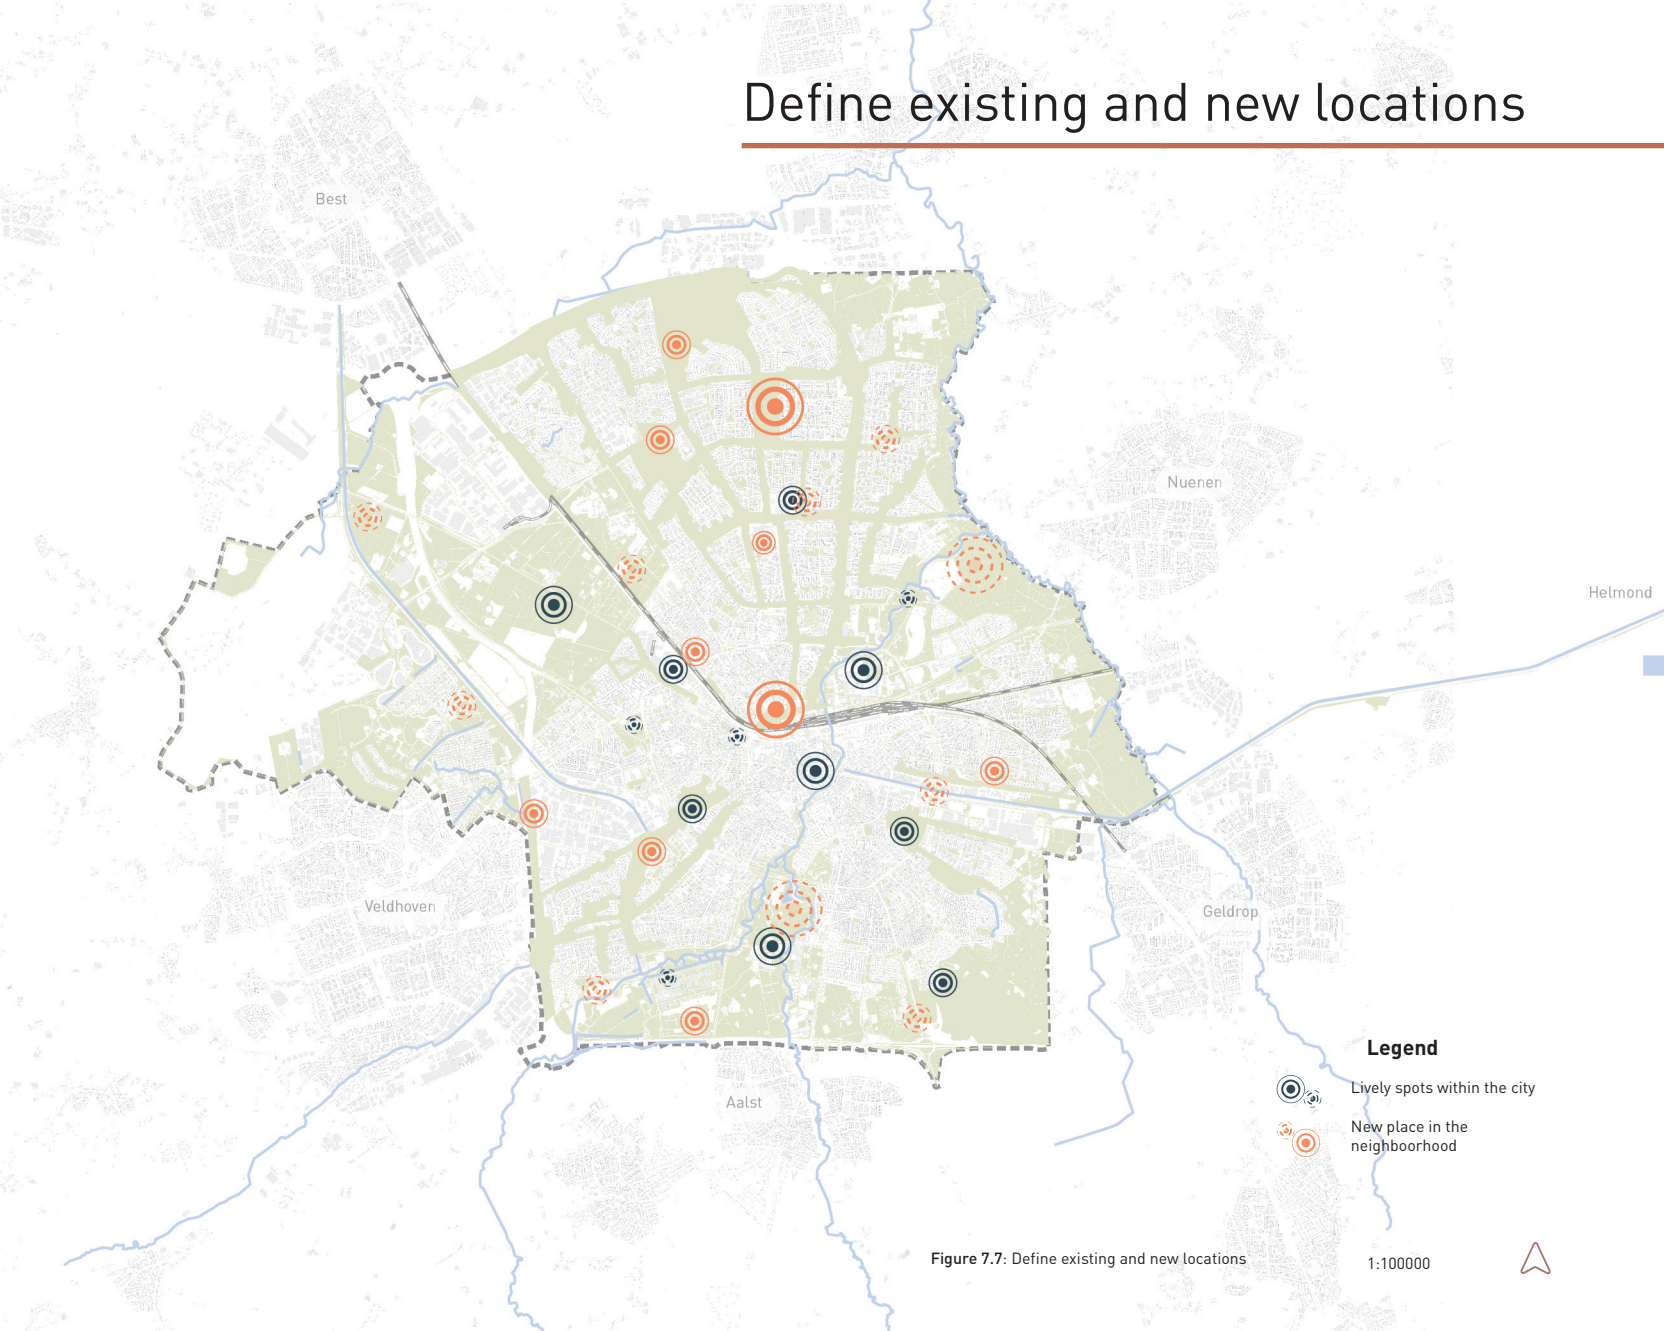 Define existing and new locations
Best
Nuenen
Helmond
Veldhoven
Geldrop
Aalst
Legend
Lively spots within the city
New place in the
neighboorhood
Figure 7.7: Define existing and new locations
1:100000